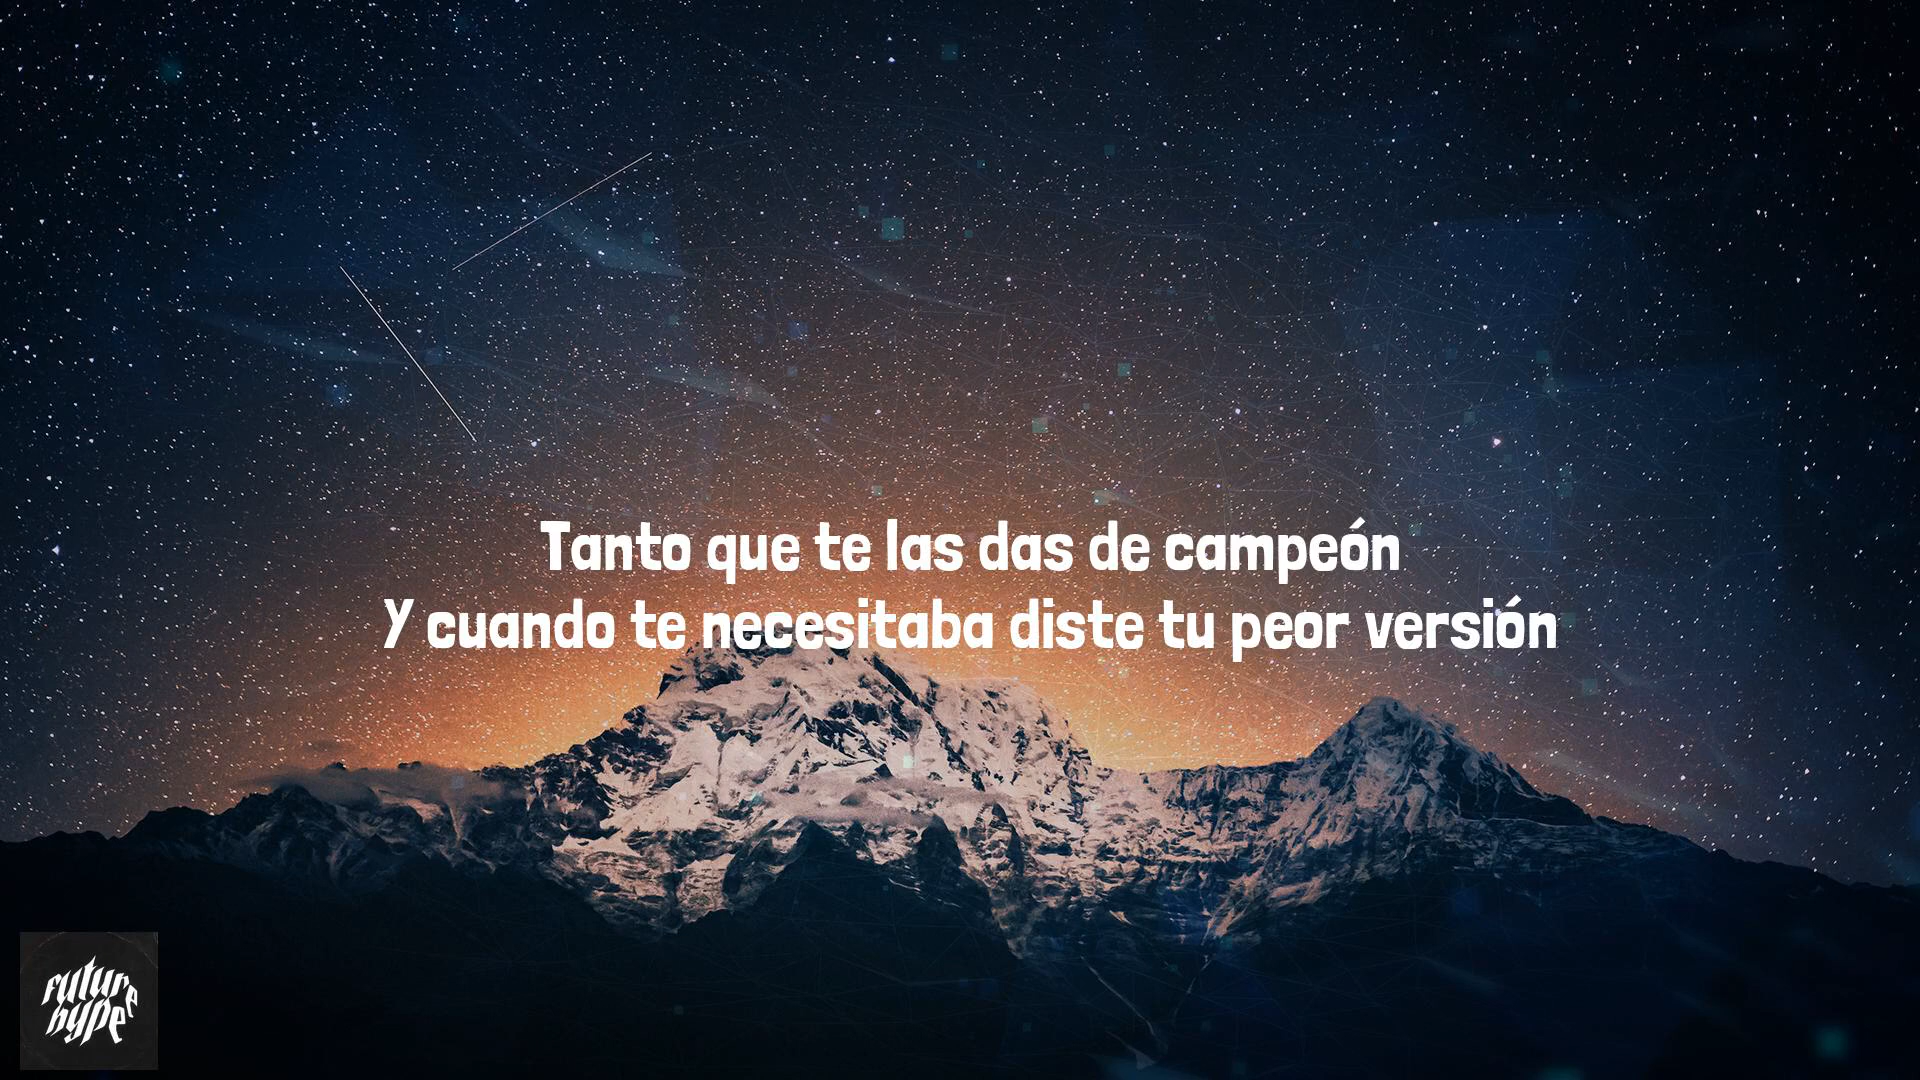 Tanto que te las das de campeón
Y cuando te necesitaba diste tu peor versión
future
hype